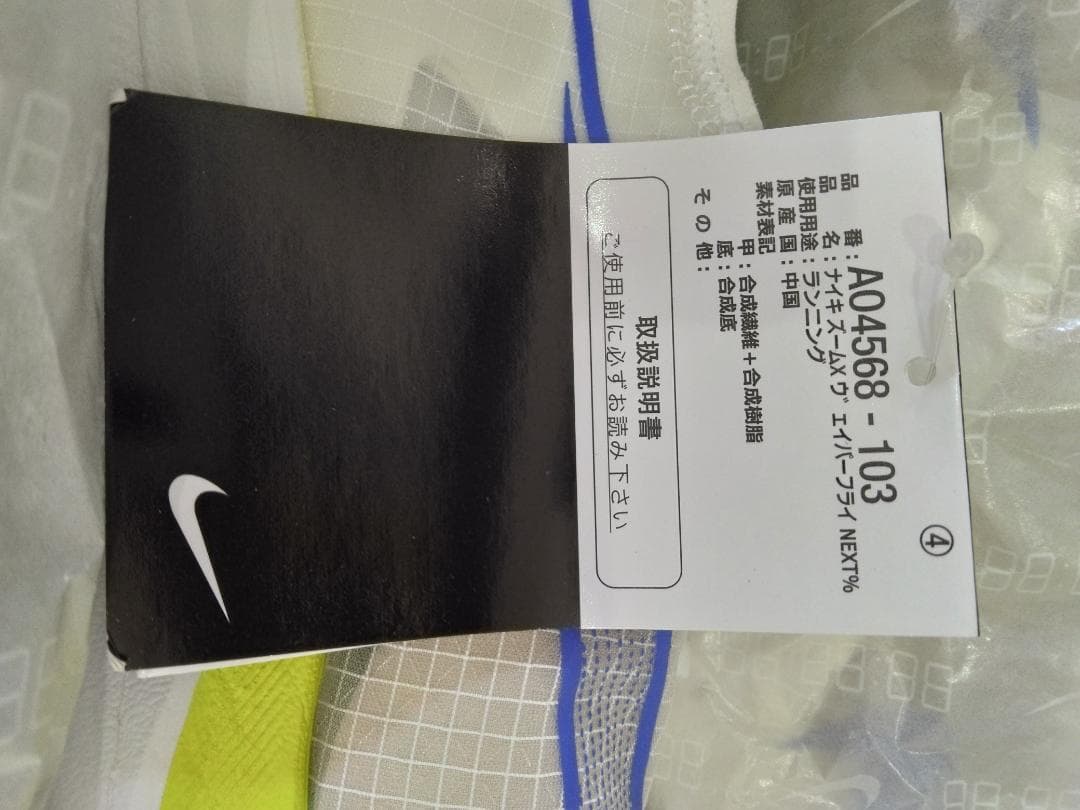 ④
品番：AO4568 - 103
品名：ナイキ ズームX ヴェイパーフライ NEXT%
使用用途：ランニング
原産国：中国
素材表記
甲：合成繊維＋合成樹脂
底：合成底
その他：
取扱説明書
ご使用前に必ずお読み下さい